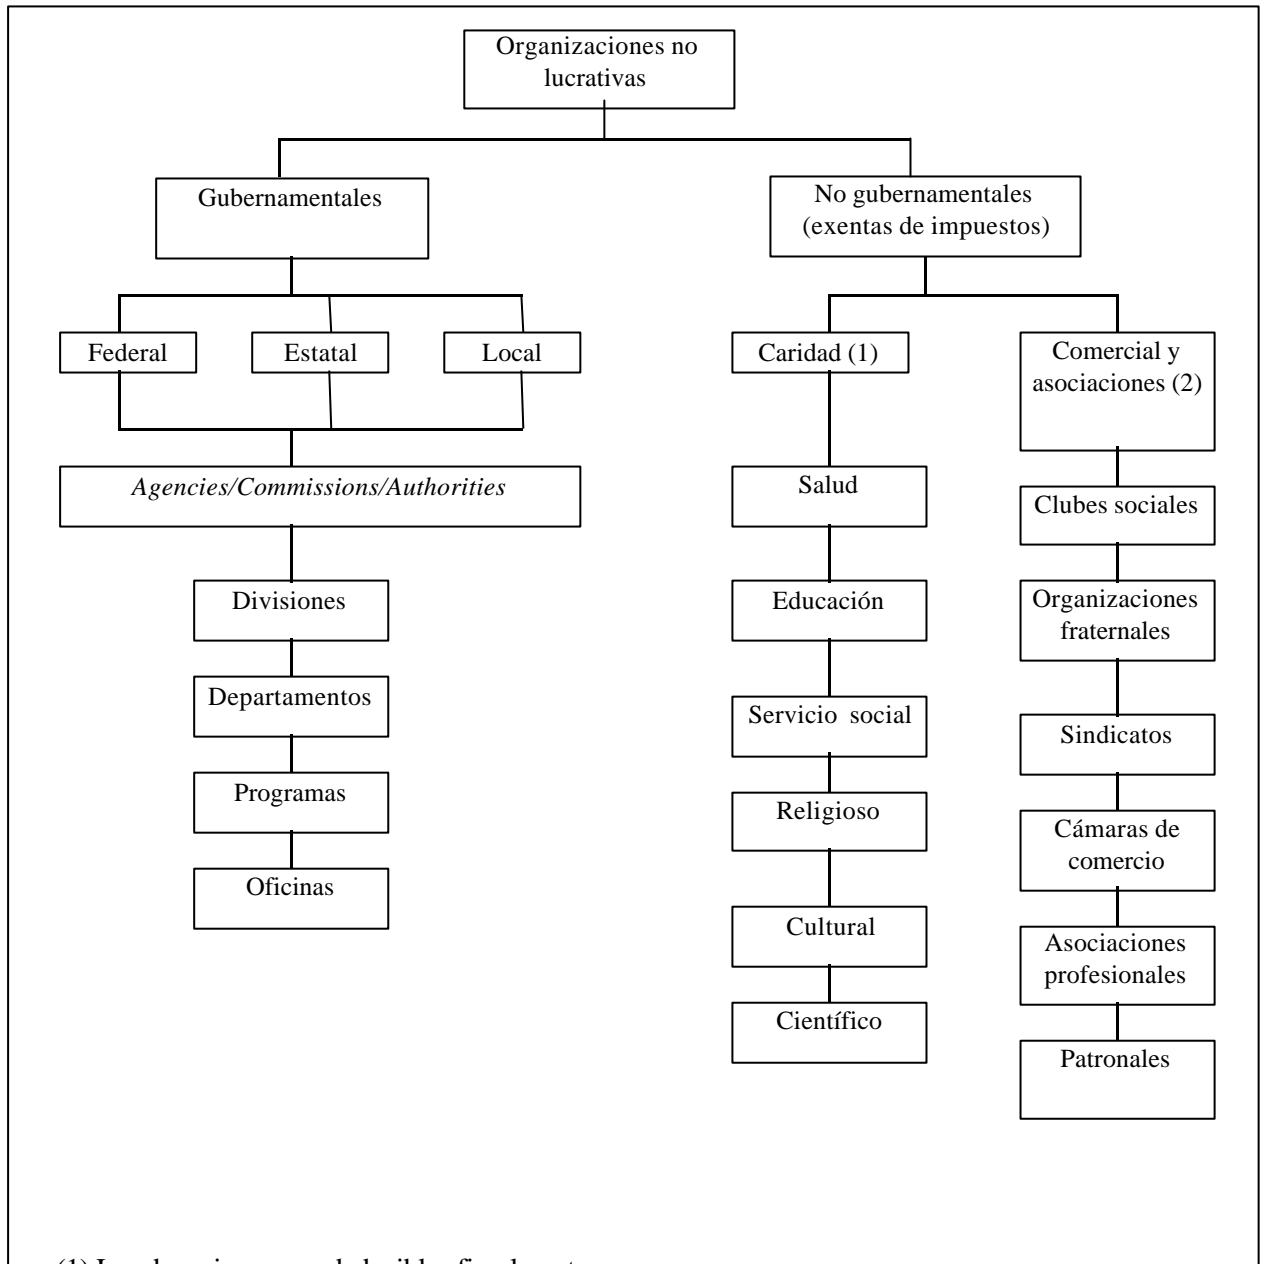 Organizaciones no
lucrativas
Gubernamentales
No gubernamentales
(exentas de impuestos)
Federal
Estatal
Local
Caridad (1)
Comercial y
asociaciones (2)
Agencies/Commissions/Authorities
Salud
Clubes sociales
Divisiones
Educación
Organizaciones
fraternales
Departamentos
Servicio social
Sindicatos
Programas
Religioso
Cámaras de
comercio
Oficinas
Cultural
Asociaciones
profesionales
Científico
Patronales
(1)